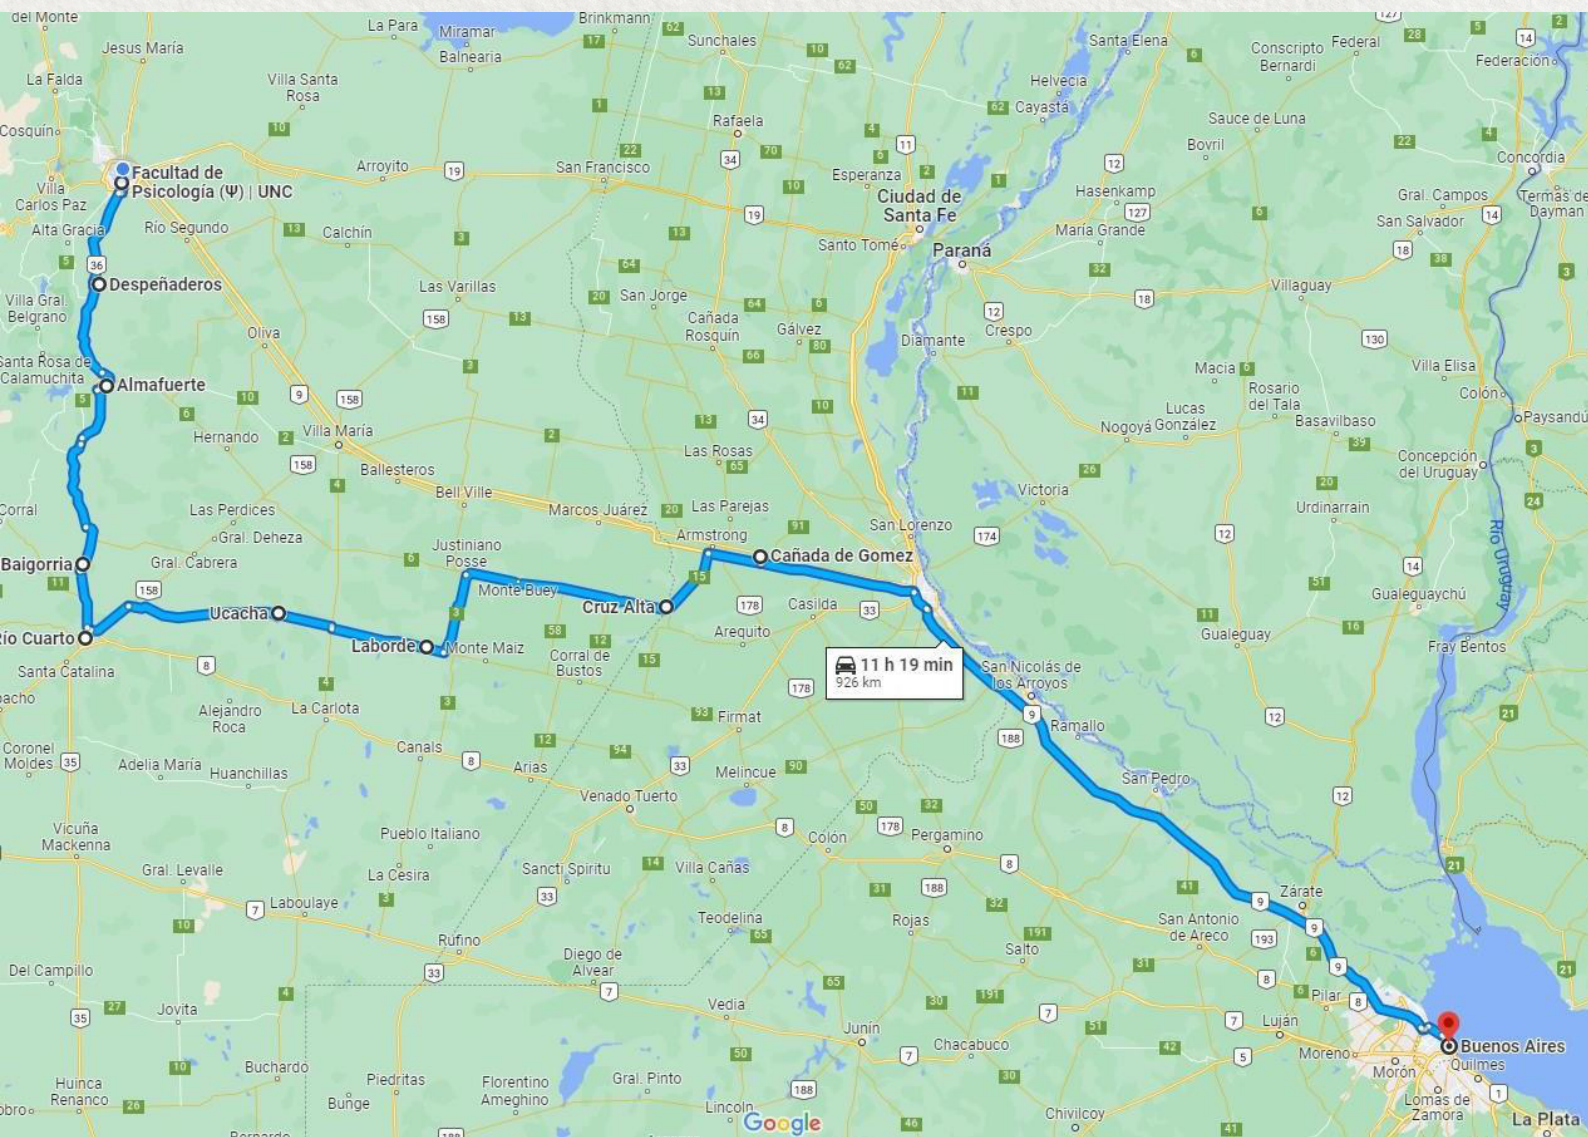 del Monte
La Para
Miramar
Brinkmann
Sunchales
Santa Elena
Conscripto
Bernardi
Federal
Federación
Jesus María
Balnearia
La Falda
Villa Santa
Rosa
Helvecia
Cayastá
Rafaela
Sauce de Luna
Cosquín
Bovril
Concordia
Arroyito
San Francisco
Esperanza
Facultad de
Psicología (Ψ) | UNC
Villa
Carlos Paz
Ciudad de
Santa Fe
Hasenkamp
Gral. Campos
Termas de
Dayman
San Salvador
Alta Gracia
Río Segundo
Calchín
Santo Tomé
Paraná
María Grande
Despeñaderos
Las Varillas
San Jorge
Villaguay
Villa Gral.
Belgrano
Oliva
Cañada
Rosquín
Gálvez
Diamante
Crespo
Santa Rosa de
Calamuchita
Almafuerte
Macia
Rosario
del Tala
Villa Elisa
Colón
Paysandú
Hernando
Villa María
Nogoyá
Lucas
González
Basavilbaso
Las Rosas
Concepción
del Uruguay
Ballesteros
Bell Ville
Marcos Juárez
Las Parejas
Victoria
Urdinarrain
Corral
Las Perdices
Gral. Deheza
San Lorenzo
Armstrong
Río Uruguay
Baigorria
Gral. Cabrera
Justiniano
Posse
Monte Buey
Cañada de Gomez
Gualeguaychú
Ucacha
Cruz Alta
Casilda
Arequito
Gualeguay
Fray Bentos
Río Cuarto
Laborde
Monte Maiz
Corral de
Bustos
11 h 19 min
926 km
San Nicolás de
los Arroyos
Santa Catalina
Alejandro
Roca
La Carlota
Firmat
Ramallo
Coronel
Moldes
Adelia María
Huanchillas
Canals
Arias
Melincue
San Pedro
Venado Tuerto
Vicuña
Mackenna
Pueblo Italiano
Colón
Pergamino
Gral. Levalle
La Cesira
Sancti Spiritu
Villa Cañas
Laboulaye
Teodelina
Rojas
San Antonio
de Areco
Zárate
Rufino
Salto
Del Campillo
Diego de
Alvear
Jovita
Vedia
Junín
Pilar
Luján
Chacabuco
Moreno
Buenos Aires
Morón
Quilmes
Huinca
Renanco
Buchardo
Piedritas
Bunge
Florentino
Ameghino
Gral. Pinto
Lincoln
Chivilcoy
Lomas de
Zamora
La Plata
Google